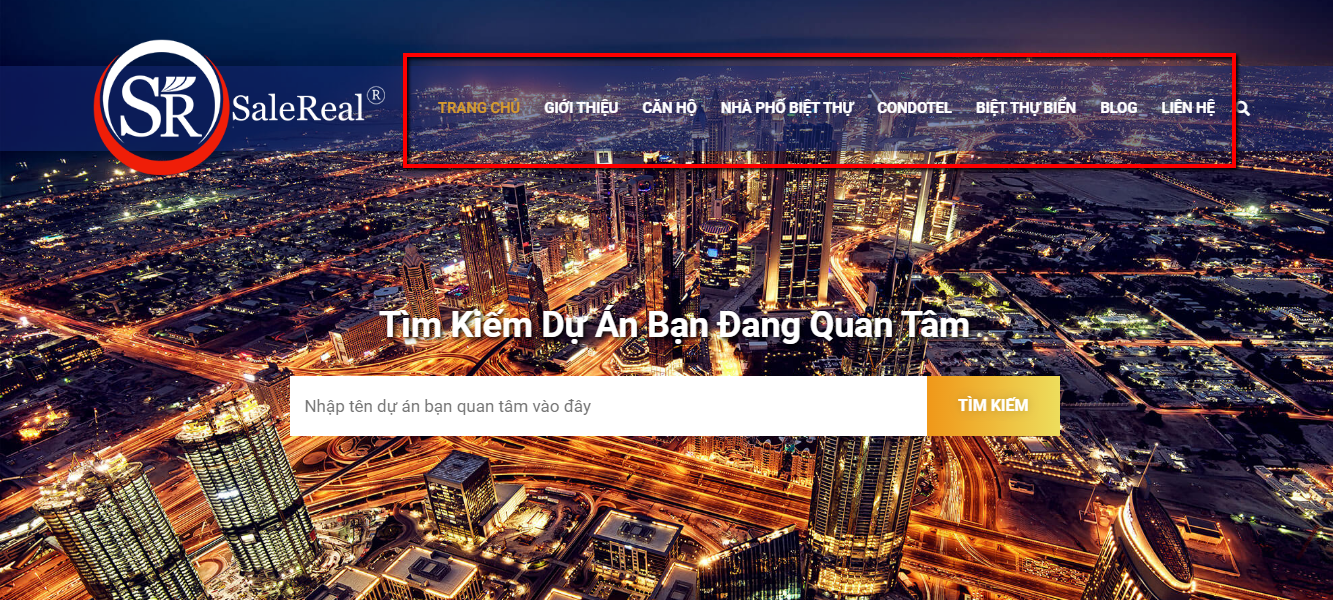 SR SaleReal®
TRANG CHỦ GIỚI THIỆU CĂN HỘ NHÀ PHỐ BIỆT THỰ CONDOTEL BIỆT THỰ BIỂN BLOG LIÊN HỆ
Tìm Kiếm Dự Án Bạn Đang Quan Tâm
Nhập tên dự án bạn quan tâm vào đây
TÌM KIẾM